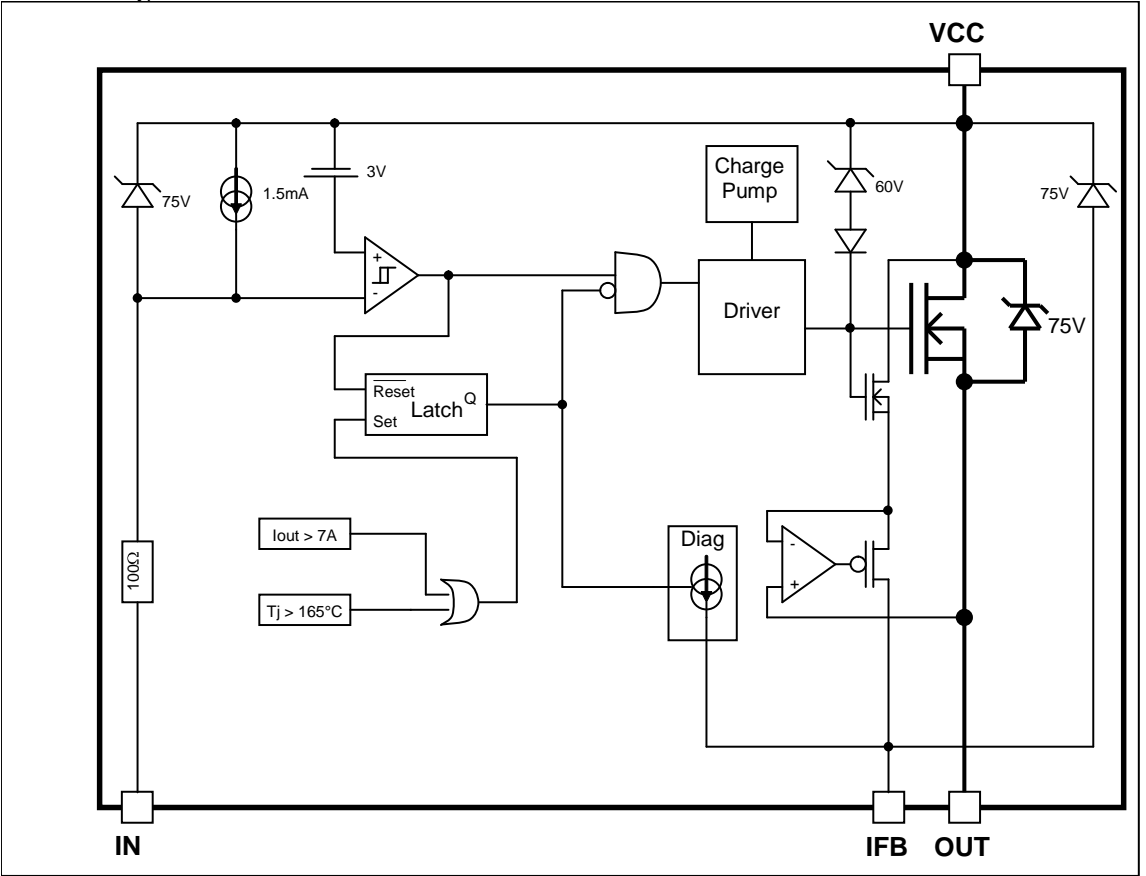 VCC
75V
1.5mA
3V
Charge
Pump
60V
75V
+
-
Driver
75V
Reset
Latch
Q
Set
Iout > 7A
Tj > 165°C
100Ω
Diag
-
+
IN
IFB
OUT